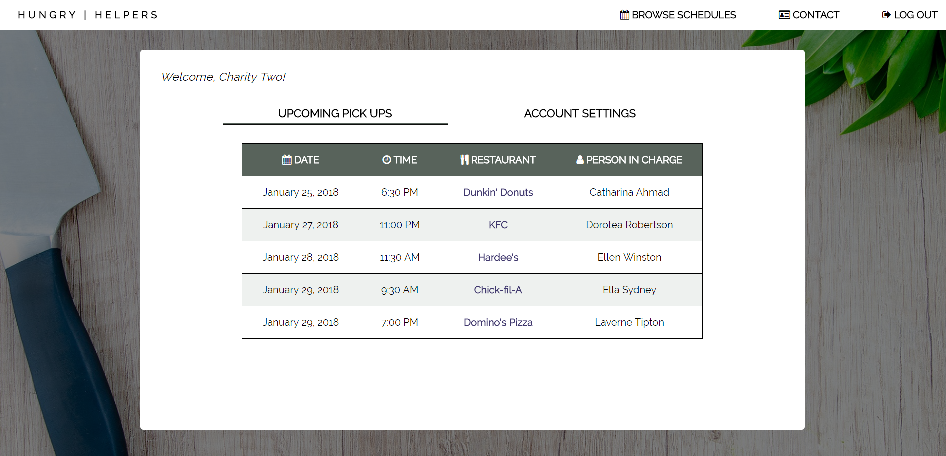 HUNGRY | HELPERS BROWSE SCHEDULES CONTACT LOG OUT
Welcome, Charity Two!
UPCOMING PICK UPS ACCOUNT SETTINGS
DATE TIME RESTAURANT PERSON IN CHARGE
January 25, 2018 6:30 PM Dunkin' Donuts Catharina Ahmad
January 27, 2018 11:00 PM KFC Dorotea Robertson
January 28, 2018 11:30 AM Hardee's Ellen Winston
January 29, 2018 9:30 AM Chick-fil-A Ella Sydney
January 29, 2018 7:00 PM Domino's Pizza Laverne Tipton